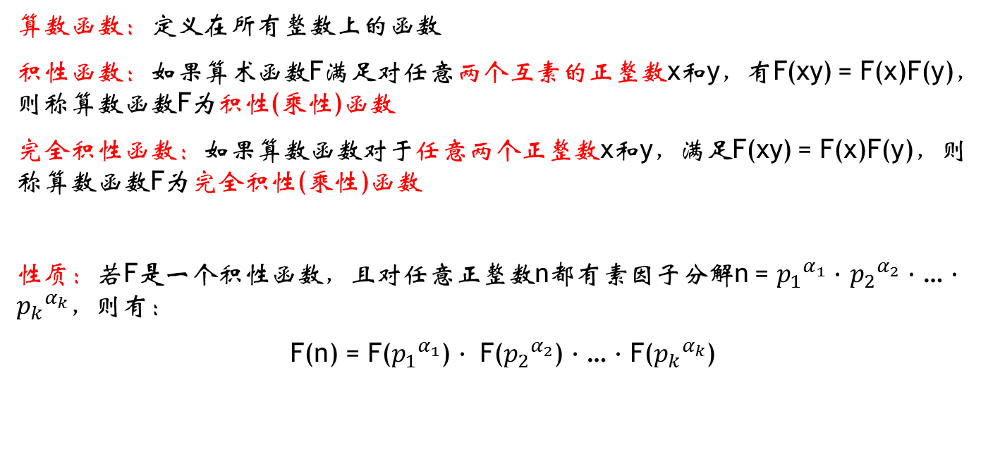 算数函数：定义在所有整数上的函数
积性函数：如果算术函数F满足对任意两个互素的正整数x和y，有F(xy) = F(x)F(y)，
则称算数函数F为积性(乘性)函数
完全积性函数：如果算数函数对于任意两个正整数x和y，满足F(xy) = F(x)F(y)，则
称算数函数F为完全积性(乘性)函数
性质：若F是一个积性函数，且对任意正整数n都有素因子分解n = $p_1^{\alpha_1} \cdot p_2^{\alpha_2} \cdot … \cdot$
$p_k^{\alpha_k}$，则有：
F(n) = F($p_1^{\alpha_1}$) · F($p_2^{\alpha_2}$) · … · F($p_k^{\alpha_k}$)